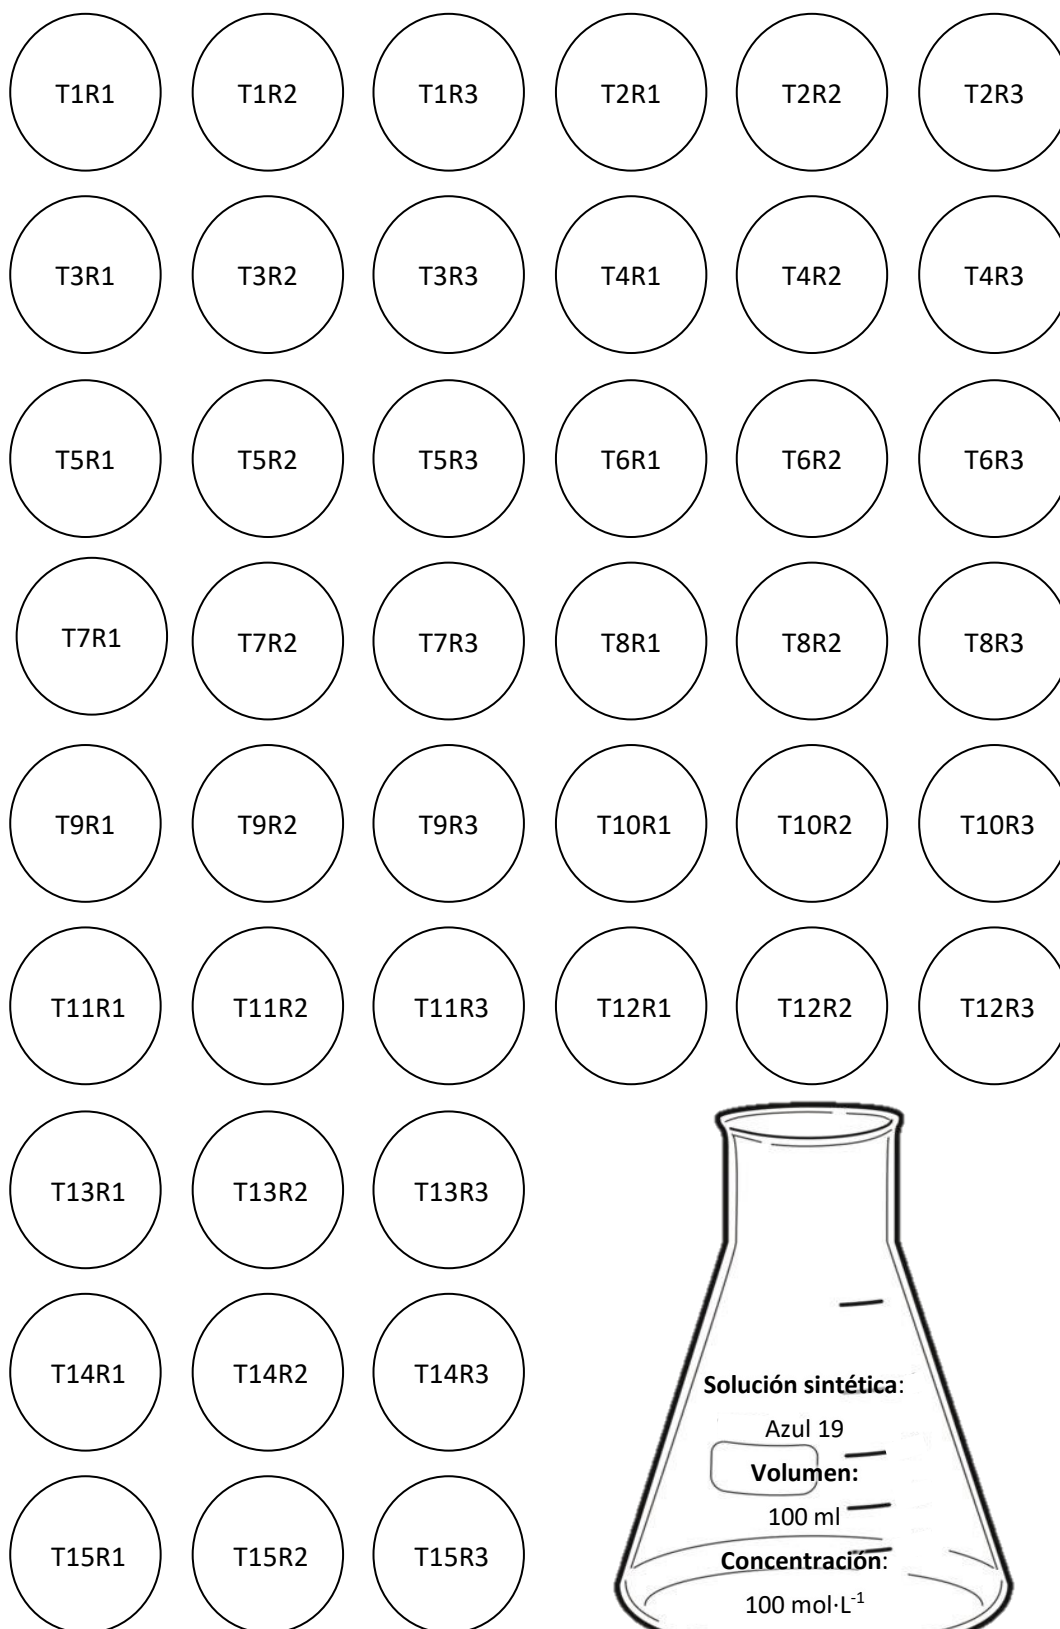 T1R1 T1R2 T1R3 T2R1 T2R2 T2R3
T3R1 T3R2 T3R3 T4R1 T4R2 T4R3
T5R1 T5R2 T5R3 T6R1 T6R2 T6R3
T7R1 T7R2 T7R3 T8R1 T8R2 T8R3
T9R1 T9R2 T9R3 T10R1 T10R2 T10R3
T11R1 T11R2 T11R3 T12R1 T12R2 T12R3
T13R1 T13R2 T13R3
T14R1 T14R2 T14R3
T15R1 T15R2 T15R3
Solución sintética:
Azul 19
Volumen:
100 ml
Concentración:
100 mol·L⁻¹